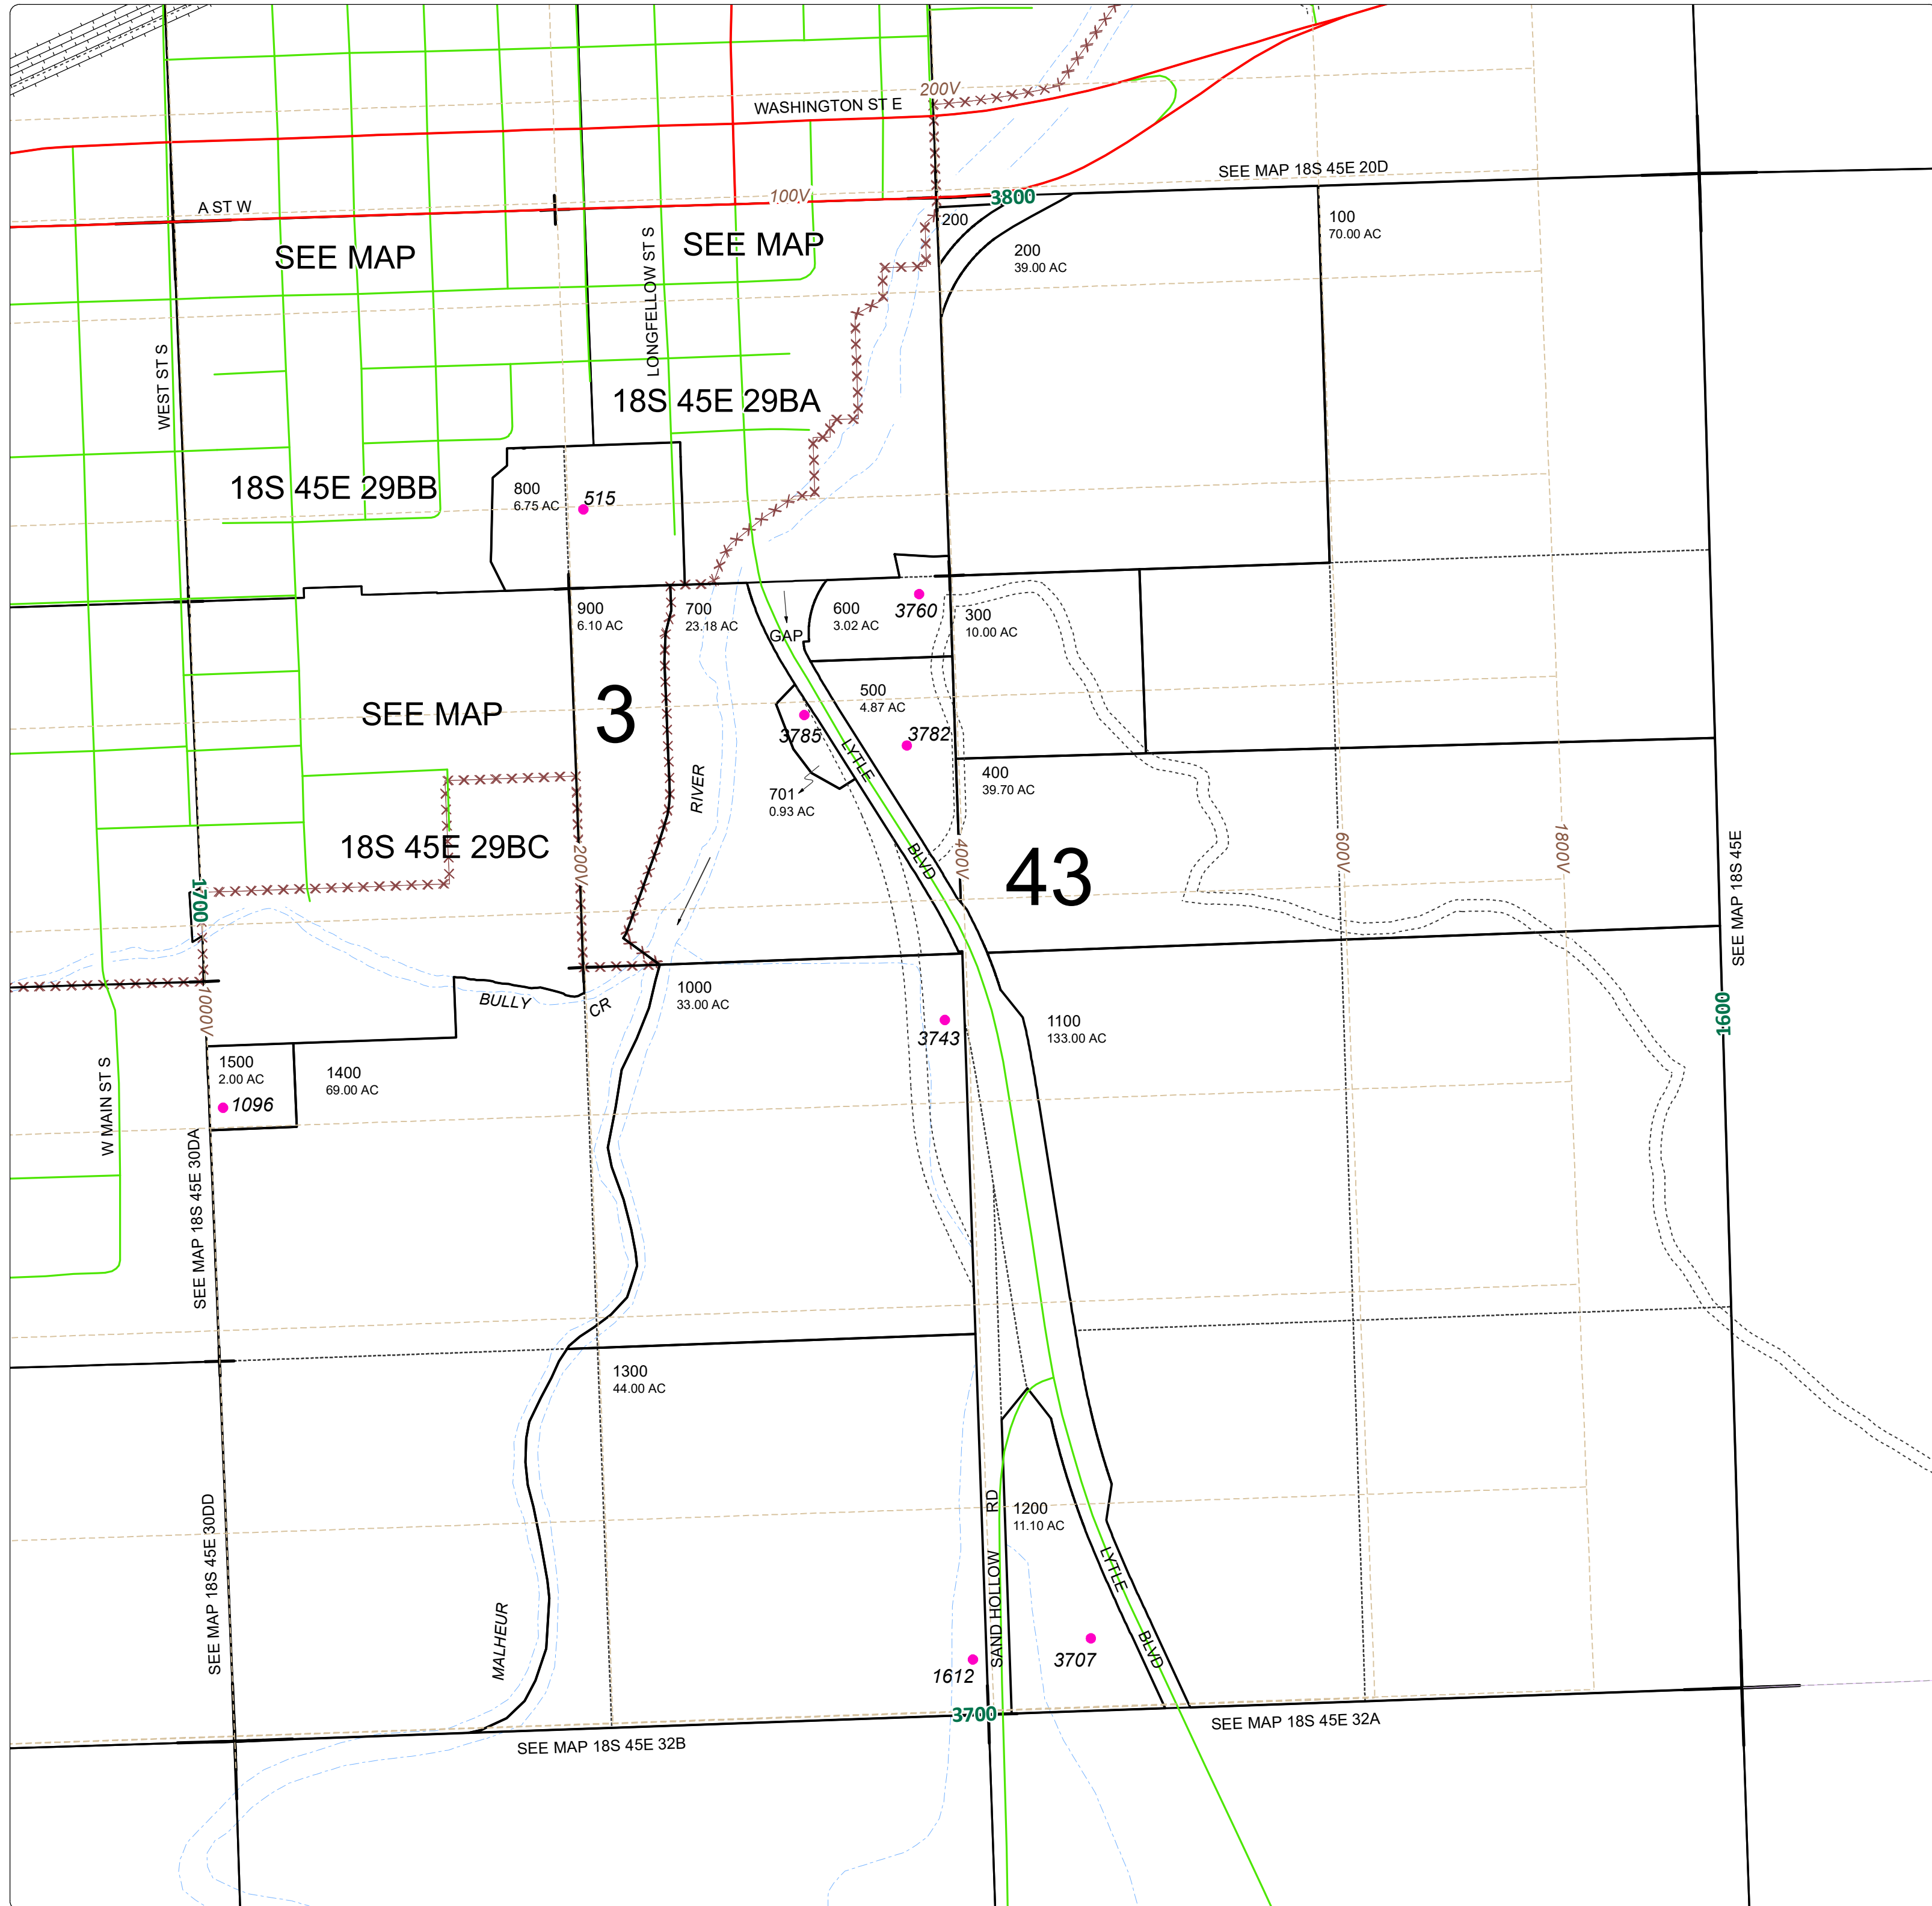 200V
WASHINGTON ST E
SEE MAP 18S 45E 20D
100V
3800
A ST W
200
100
70.00 AC
SEE MAP
SEE MAP
200
39.00 AC
LONGFELLOW ST S
WEST ST S
18S 45E 29BA
18S 45E 29BB
800
6.75 AC
515
900
6.10 AC
700
23.18 AC
GAP
600
3.02 AC
3760
300
10.00 AC
SEE MAP
3
500
4.87 AC
3785
3782
LYTLE
RIVER
701
0.93 AC
400
39.70 AC
18S 45E 29BC
200V
BLVD
400V
43
600V
1800V
SEE MAP 18S 45E
1700
1000V
BULLY
CR
1000
33.00 AC
3743
1100
133.00 AC
1600
1500
2.00 AC
1096
1400
69.00 AC
W MAIN ST S
SEE MAP 18S 45E 30DA
1300
44.00 AC
SEE MAP 18S 45E 30DD
RD
1200
11.10 AC
SAND HOLLOW
LYTLE
BLVD
MALHEUR
1612
3707
3700
SEE MAP 18S 45E 32A
SEE MAP 18S 45E 32B